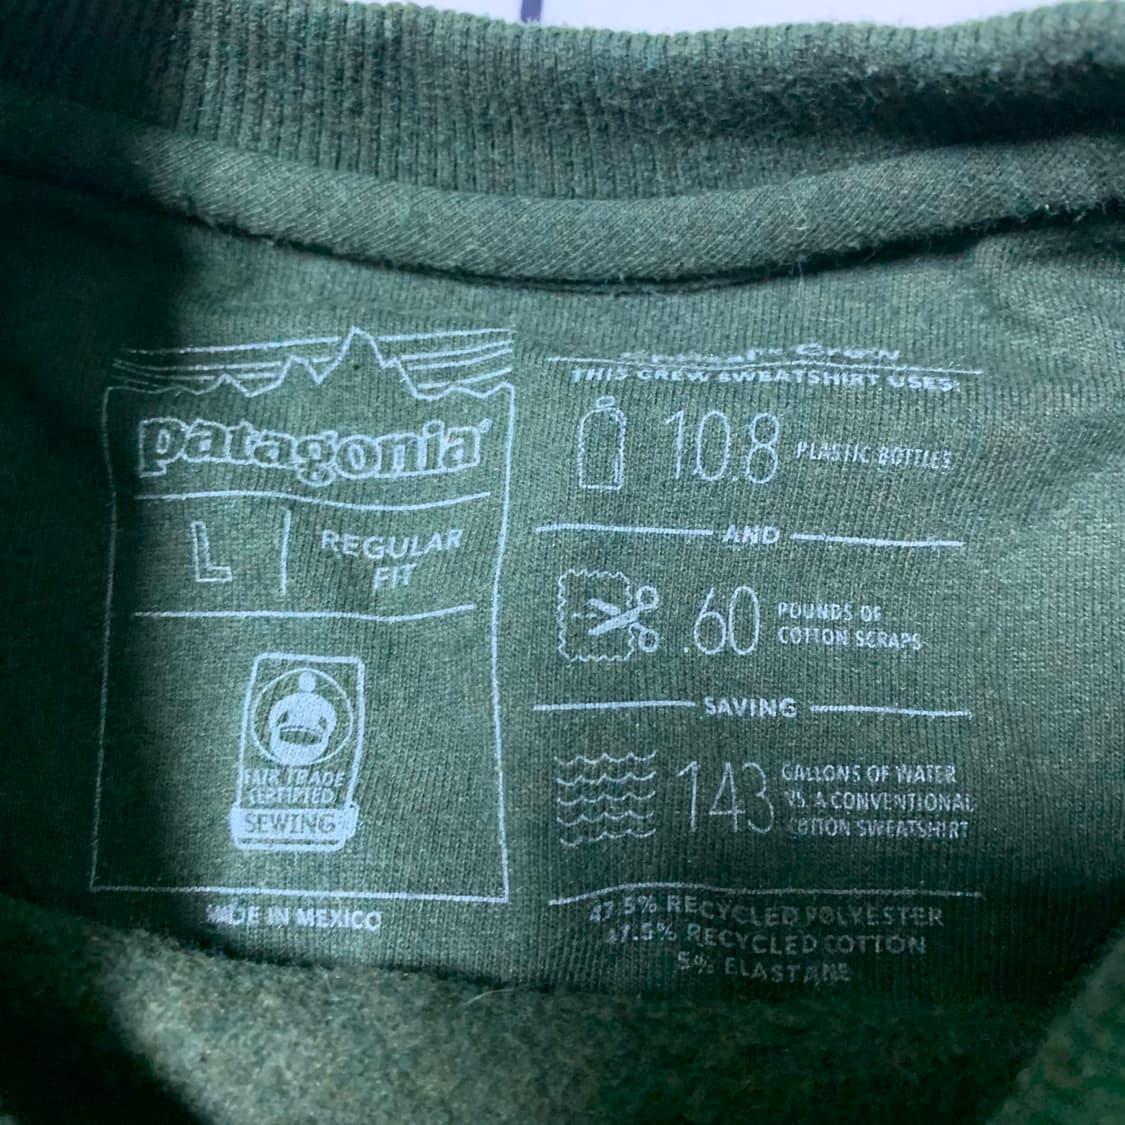 patagonia®
L
REGULAR
FIT
FAIR TRADE
CERTIFIED
SEWING
MADE IN MEXICO
Crew
THIS CREW SWEATSHIRT USES:
10.8 PLASTIC BOTTLES
AND
.60 POUNDS OF
COTTON SCRAPS
SAVING
143 GALLONS OF WATER
VS. A CONVENTIONAL
COTTON SWEATSHIRT
47.5% RECYCLED POLYESTER
47.5% RECYCLED COTTON
5% ELASTANE